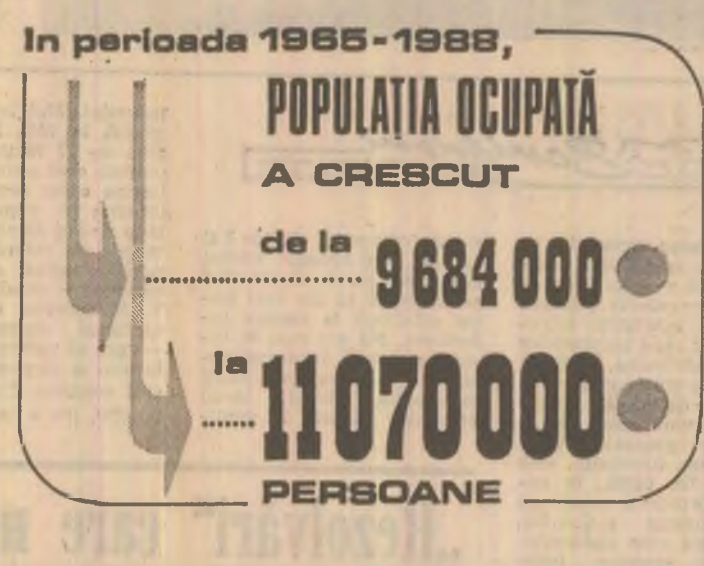 In perioada 1965-1988,
POPULAȚIA OCUPATĂ
A CRESCUT
de la
9 684 000
la
11 070 000
PERSOANE